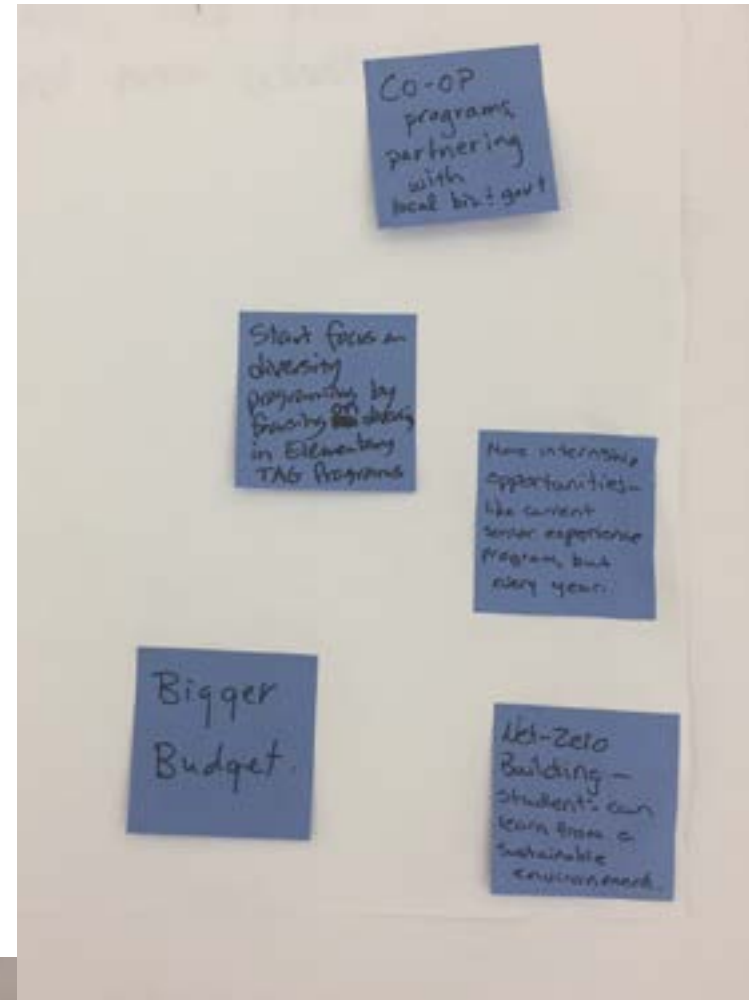 CO-OP
programs
partnering
with
local biz + gov't
Start focus on
diversity
programming by
focusing on diversity
in Elementary
TAG Programs
More internship
opportunities -
like current
senior experience
program, but
every year.
Bigger
Budget.
Net-Zero
Building -
students can
learn from a
sustainable
environment.